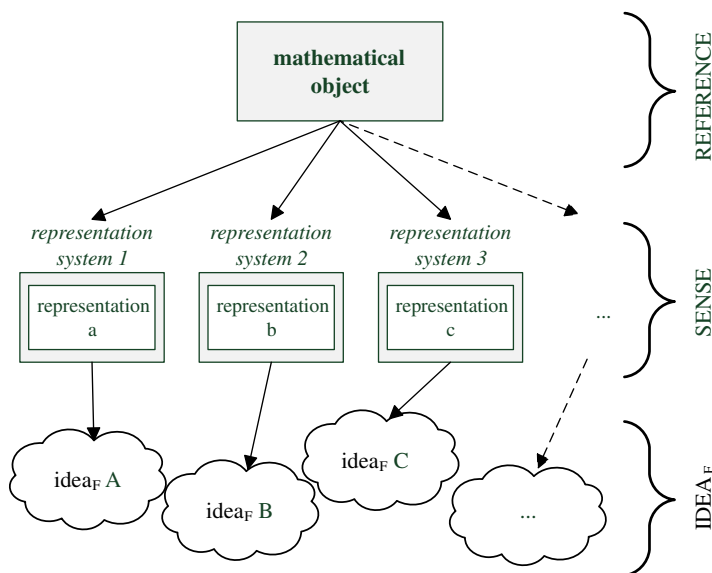 mathematical
object
REFERENCE
representation
system 1
representation
system 2
representation
system 3
representation
a
representation
b
representation
c
...
SENSE
idea_F A
idea_F B
idea_F C
...
IDEA_F